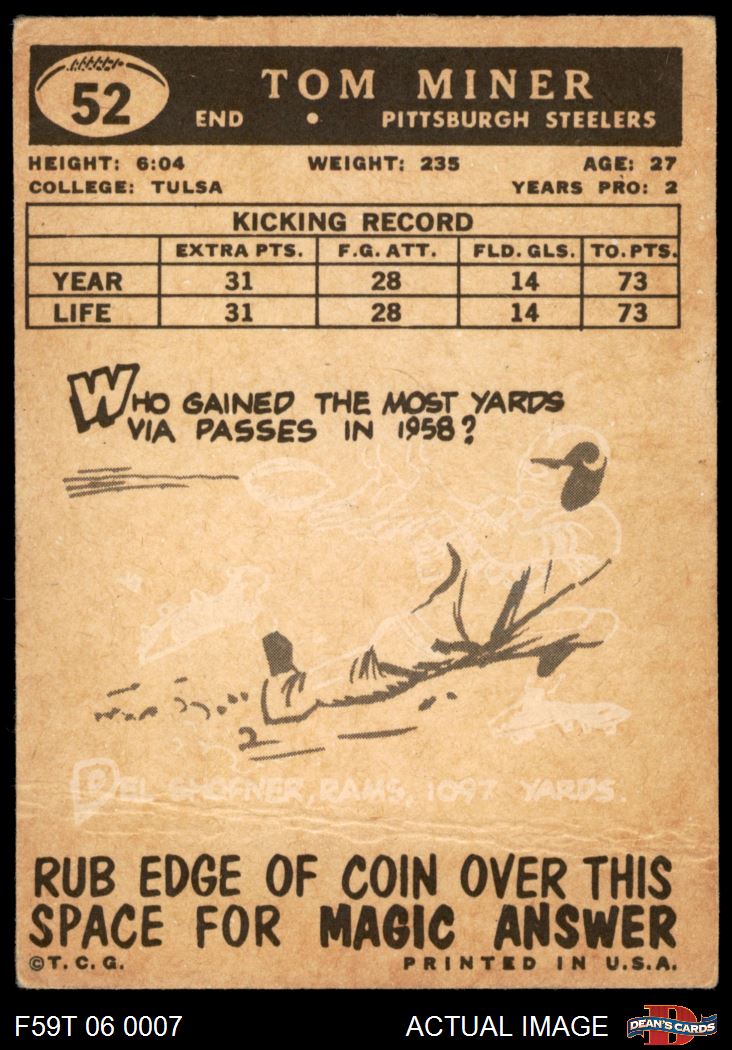 52
TOM MINER
END • PITTSBURGH STEELERS
HEIGHT: 6:04 WEIGHT: 235 AGE: 27
COLLEGE: TULSA YEARS PRO: 2
KICKING RECORD
EXTRA PTS. F.G. ATT. FLD. GLS. TO. PTS.
YEAR 31 28 14 73
LIFE 31 28 14 73
WHO GAINED THE MOST YARDS
VIA PASSES IN 1958?
DEL SHOFNER, RAMS, 1097 YARDS.
RUB EDGE OF COIN OVER THIS
SPACE FOR MAGIC ANSWER
©T.C.G. PRINTED IN U.S.A.
F59T 06 0007 ACTUAL IMAGE
DEAN'S CARDS